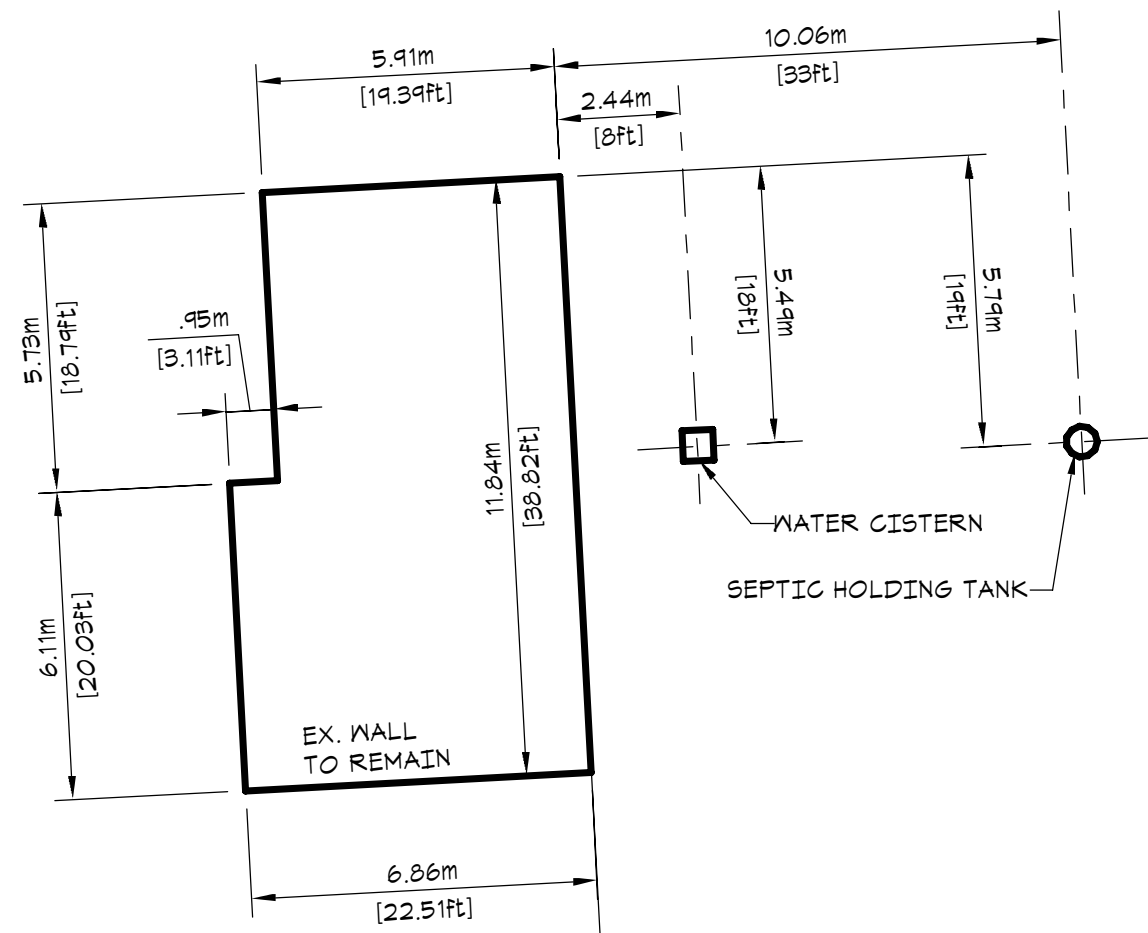 5.91m
[19.39ft]
10.06m
[33ft]
2.44m
[8ft]
5.73m
[18.79ft]
.95m
[3.11ft]
11.84m
[38.82ft]
5.49m
[18ft]
5.79m
[19ft]
WATER CISTERN
SEPTIC HOLDING TANK
6.11m
[20.03ft]
EX. WALL
TO REMAIN
6.86m
[22.51ft]